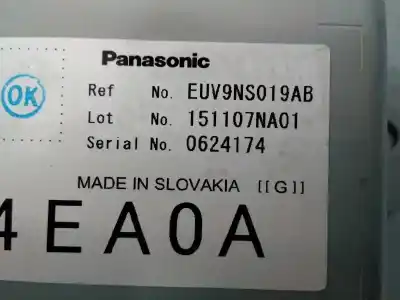 Panasonic
OK
Ref No. EUV9NS019AB
Lot No. 151107NA01
Serial No. 0624174
MADE IN SLOVAKIA [[G]]
4EA0A